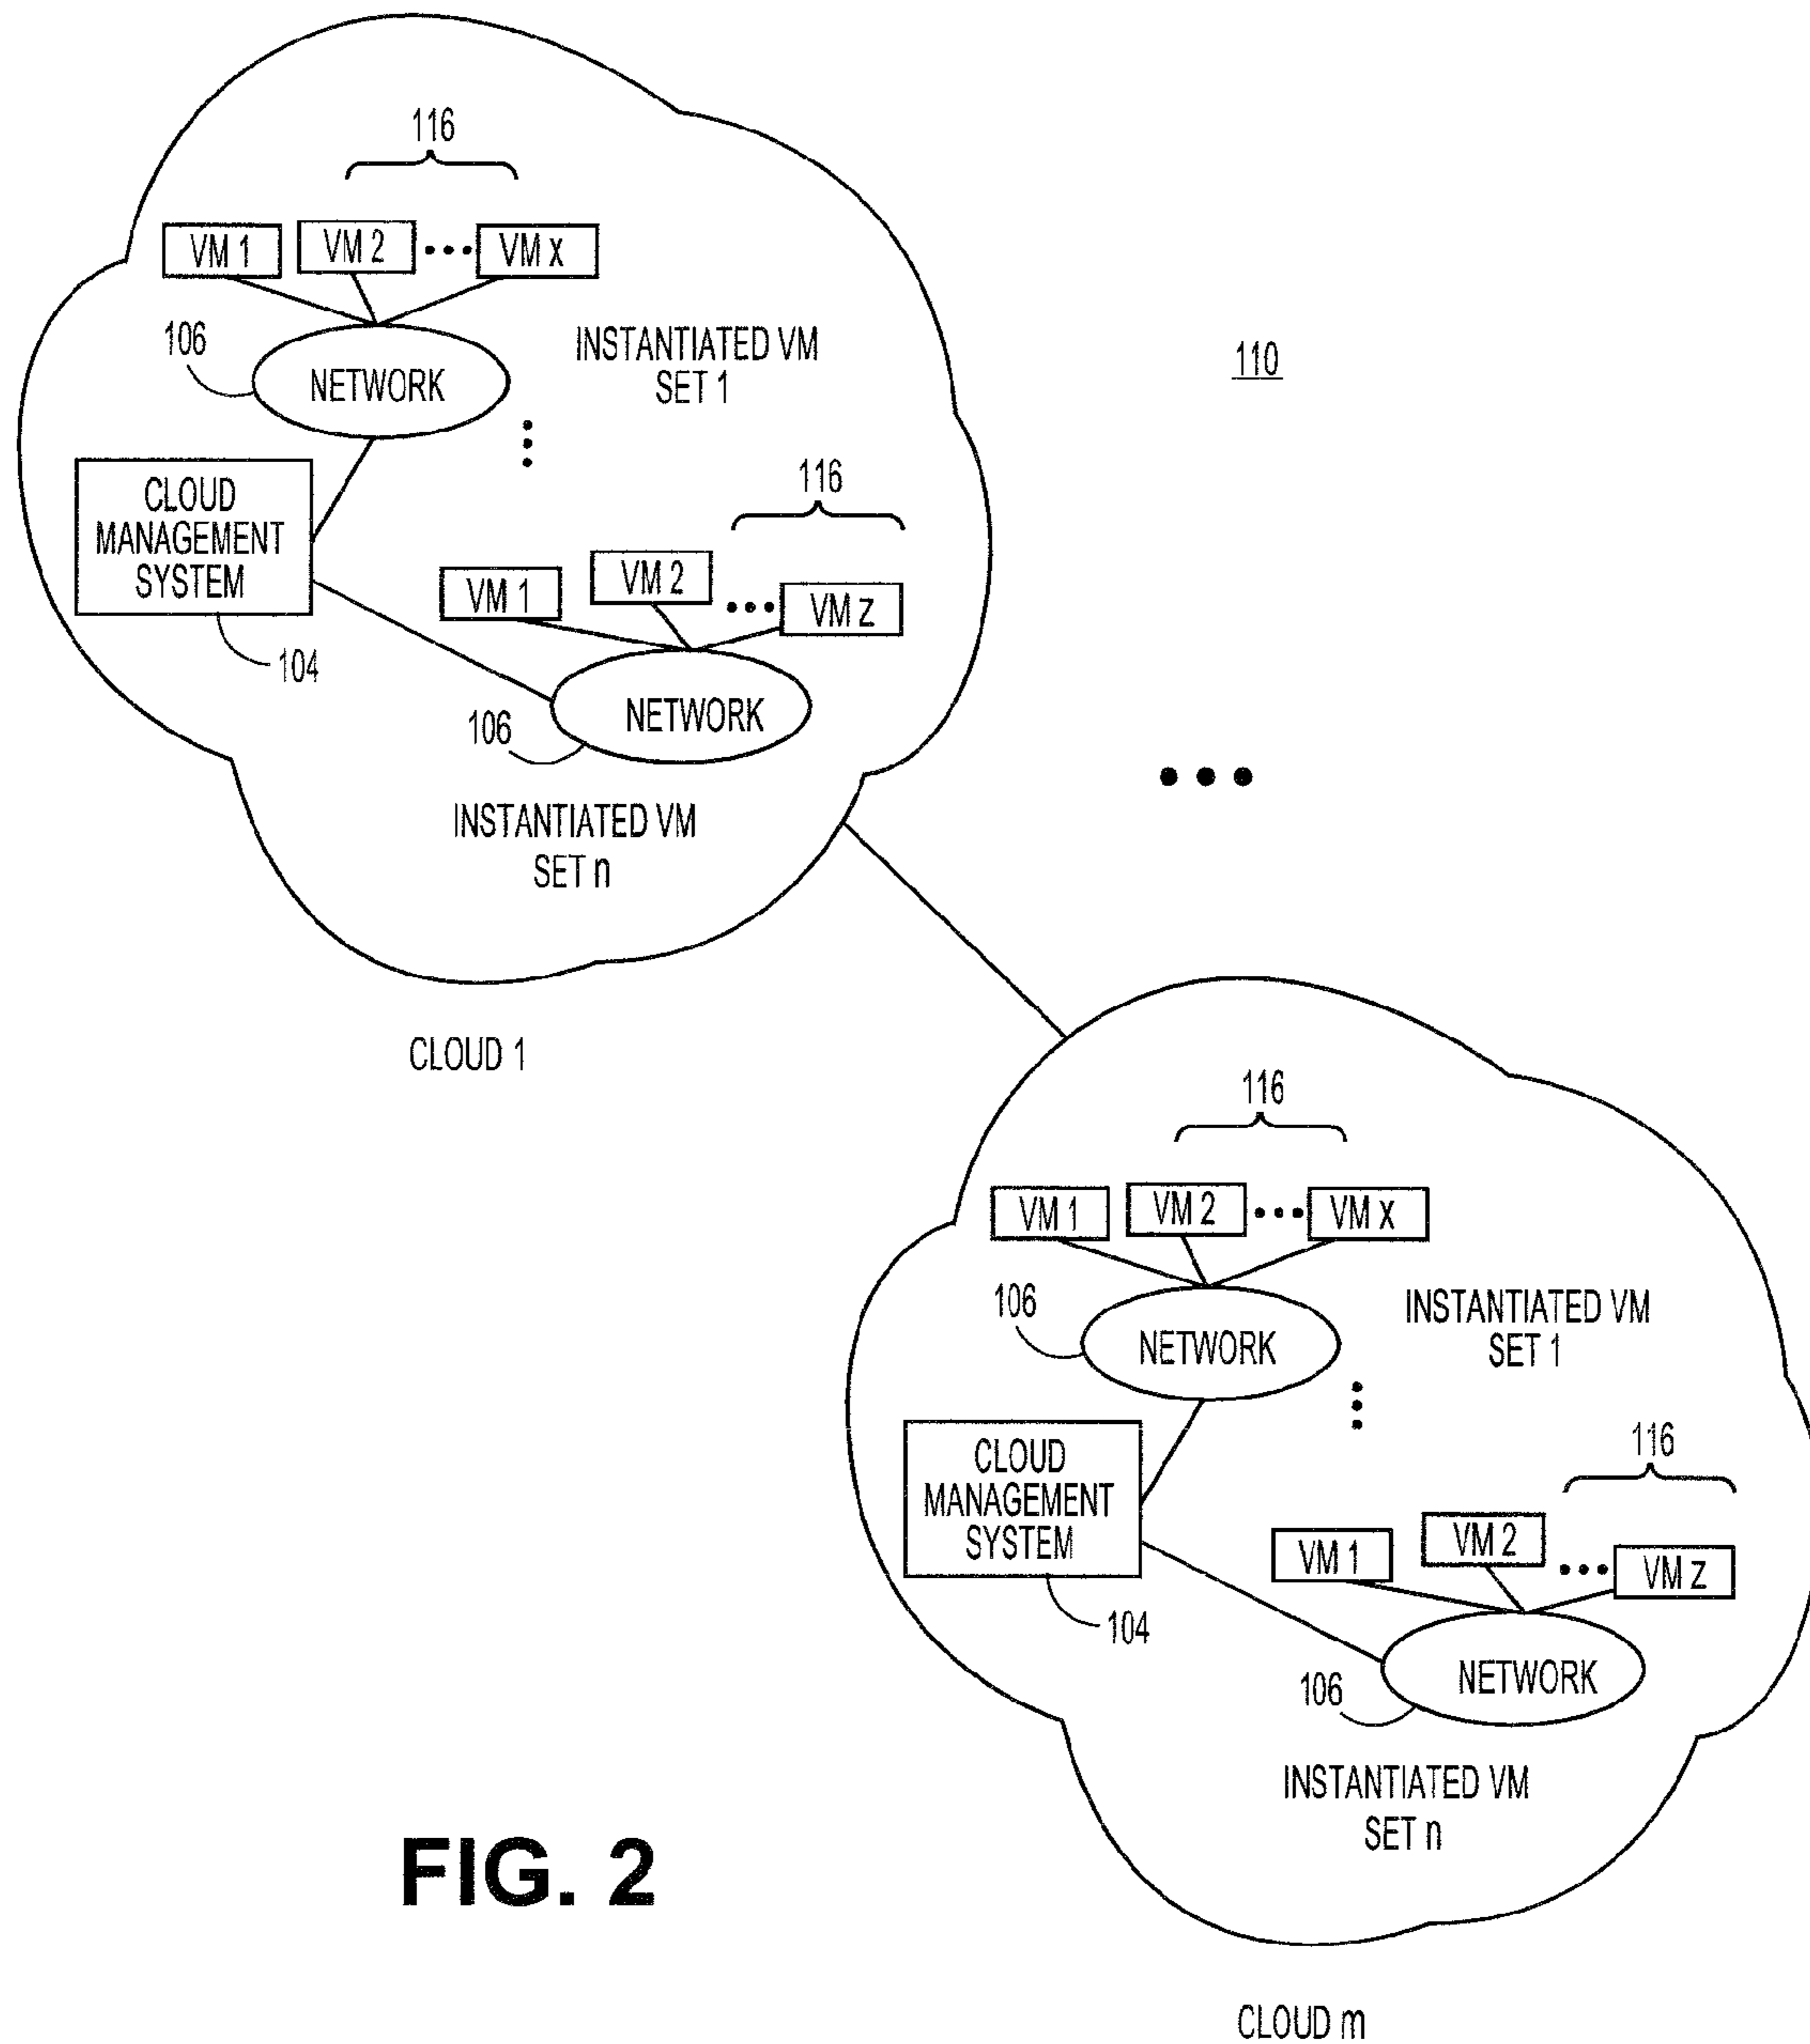 116
VM 1
VM 2
VM x
106
NETWORK
INSTANTIATED VM
SET 1
110
CLOUD
MANAGEMENT
SYSTEM
104
116
VM 1
VM 2
VM z
106
NETWORK
INSTANTIATED VM
SET n
CLOUD 1
116
VM 1
VM 2
VM x
106
NETWORK
INSTANTIATED VM
SET 1
CLOUD
MANAGEMENT
SYSTEM
104
116
VM 1
VM 2
VM z
106
NETWORK
INSTANTIATED VM
SET n
FIG. 2
CLOUD m